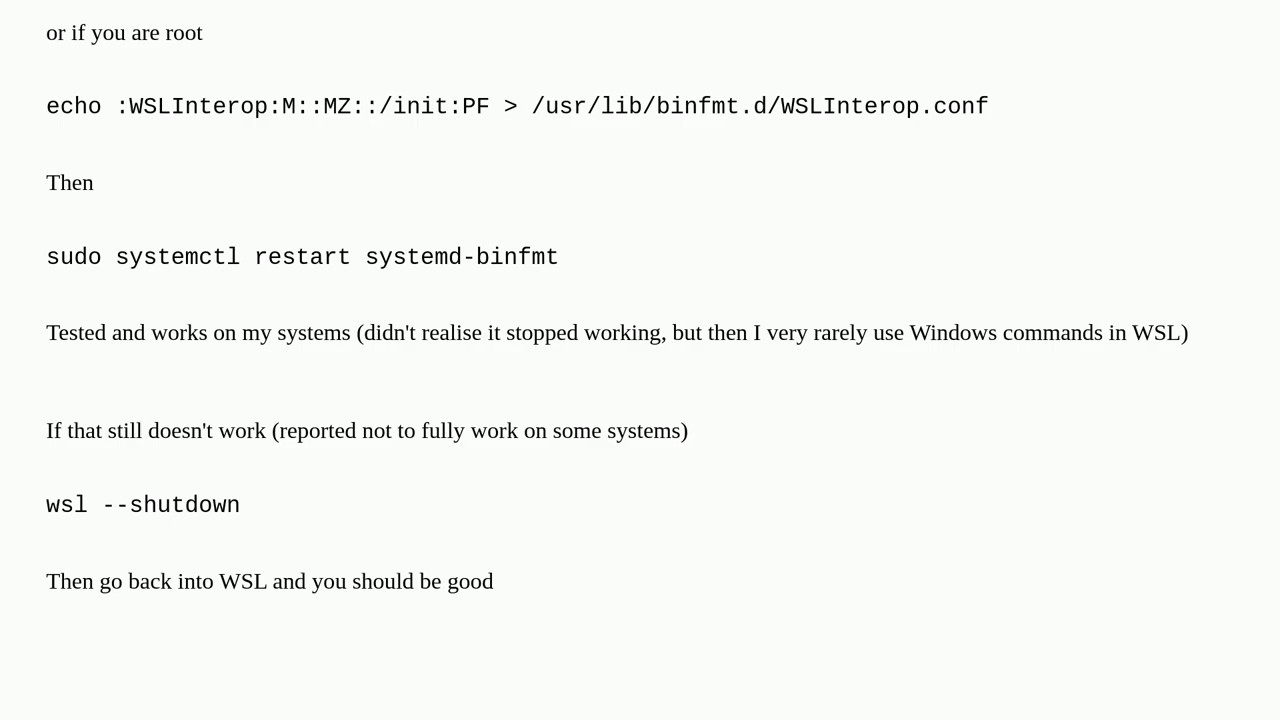 or if you are root
echo :WSLInterop:M::MZ::/init:PF > /usr/lib/binfmt.d/WSLInterop.conf
Then
sudo systemctl restart systemd-binfmt
Tested and works on my systems (didn't realise it stopped working, but then I very rarely use Windows commands in WSL)
If that still doesn't work (reported not to fully work on some systems)
wsl --shutdown
Then go back into WSL and you should be good